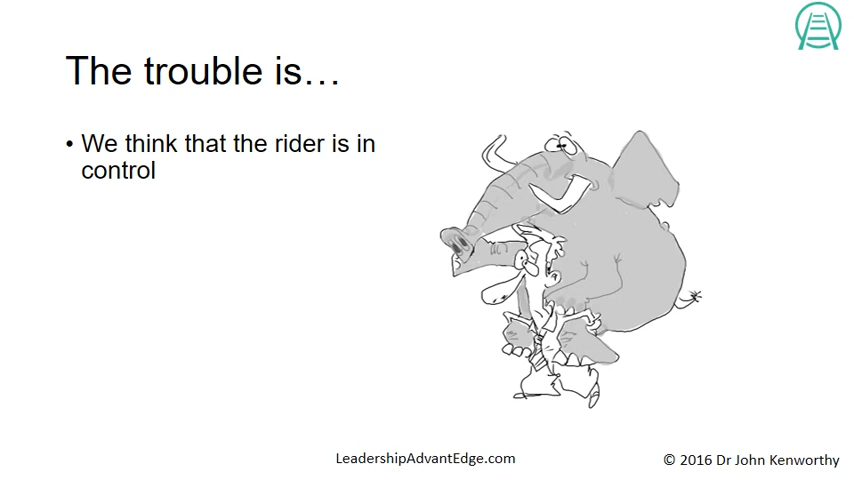 The trouble is…
• We think that the rider is in
control
LeadershipAdvantEdge.com
© 2016 Dr John Kenworthy